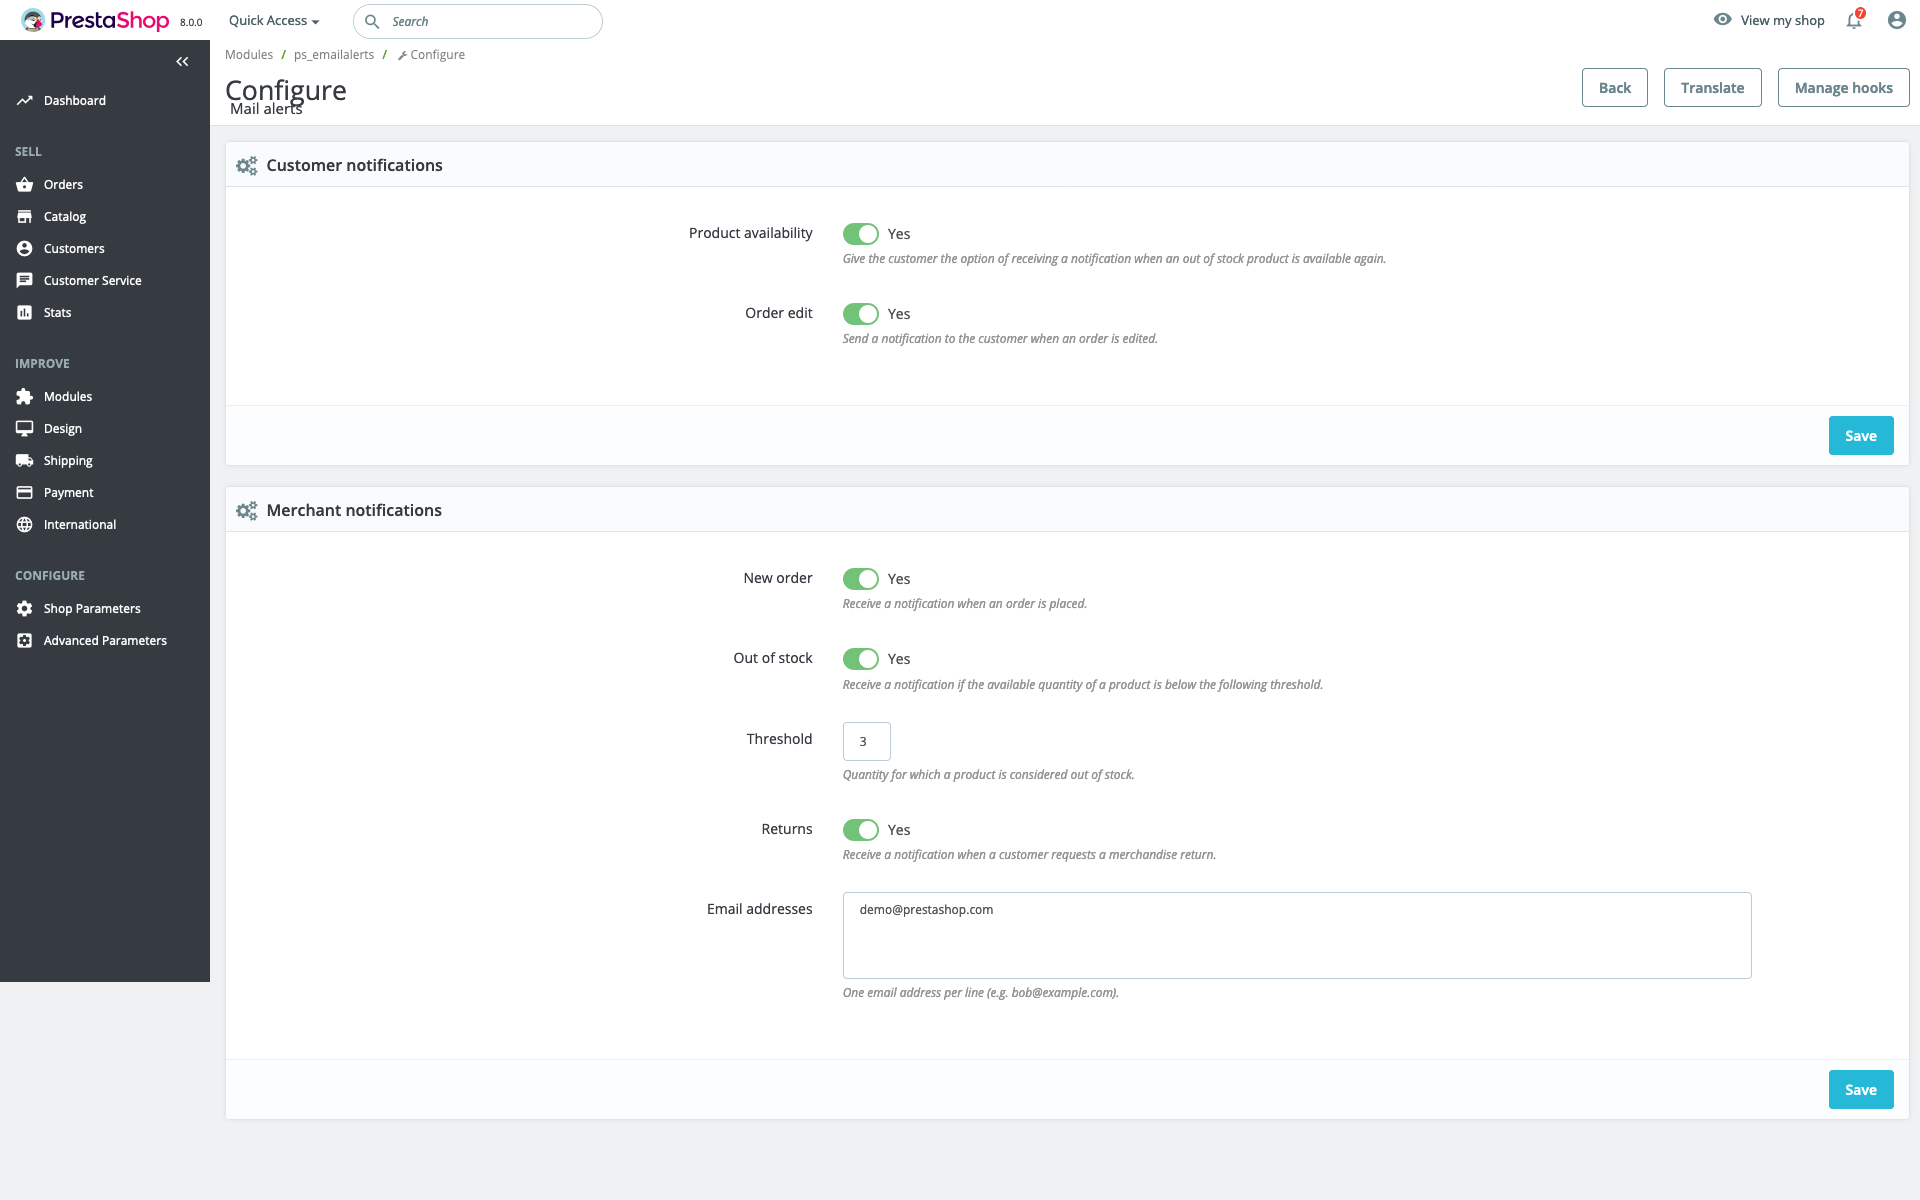 PrestaShop 8.0.0 Quick Access Search View my shop 7
Modules / ps_emailalerts / Configure
Configure
Mail alerts
Back Translate Manage hooks
Dashboard
SELL
Orders
Catalog
Customers
Customer Service
Stats
IMPROVE
Modules
Design
Shipping
Payment
International
CONFIGURE
Shop Parameters
Advanced Parameters
Customer notifications
Product availability Yes
Give the customer the option of receiving a notification when an out of stock product is available again.
Order edit Yes
Send a notification to the customer when an order is edited.
Save
Merchant notifications
New order Yes
Receive a notification when an order is placed.
Out of stock Yes
Receive a notification if the available quantity of a product is below the following threshold.
Threshold 3
Quantity for which a product is considered out of stock.
Returns Yes
Receive a notification when a customer requests a merchandise return.
Email addresses demo@prestashop.com
One email address per line (e.g. bob@example.com).
Save